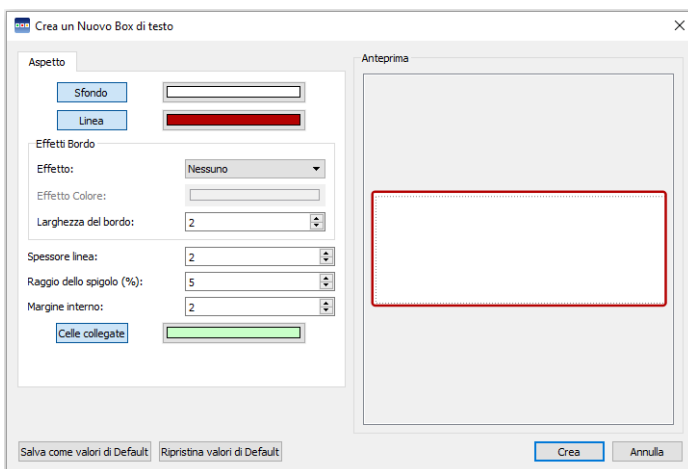 Crea un Nuovo Box di testo
Aspetto
Sfondo
Linea
Effetti Bordo
Effetto: Nessuno
Effetto Colore:
Larghezza del bordo: 2
Spessore linea: 2
Raggio dello spigolo (%): 5
Margine interno: 2
Celle collegate
Anteprima
Salva come valori di Default Ripristina valori di Default Crea Annulla